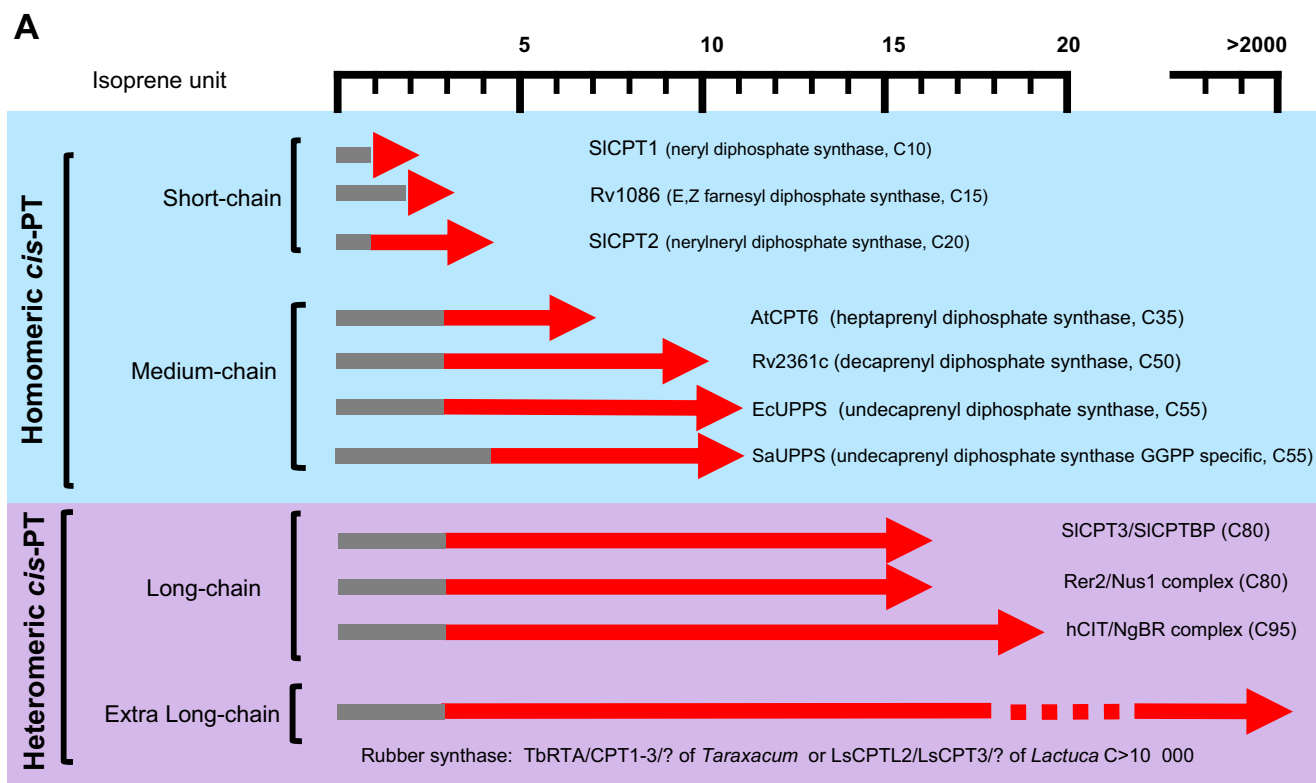 A
5 10 15 20 >2000
Isoprene unit
Homomeric cis-PT
Short-chain
SlCPT1 (neryl diphosphate synthase, C10)
Rv1086 (E,Z farnesyl diphosphate synthase, C15)
SlCPT2 (nerylneryl diphosphate synthase, C20)
Medium-chain
AtCPT6 (heptaprenyl diphosphate synthase, C35)
Rv2361c (decaprenyl diphosphate synthase, C50)
EcUPPS (undecaprenyl diphosphate synthase, C55)
SaUPPS (undecaprenyl diphosphate synthase GGPP specific, C55)
Heteromeric cis-PT
Long-chain
SlCPT3/SlCPTBP (C80)
Rer2/Nus1 complex (C80)
hCIT/NgBR complex (C95)
Extra Long-chain
Rubber synthase: TbRTA/CPT1-3/? of Taraxacum or LsCPTL2/LsCPT3/? of Lactuca C>10 000